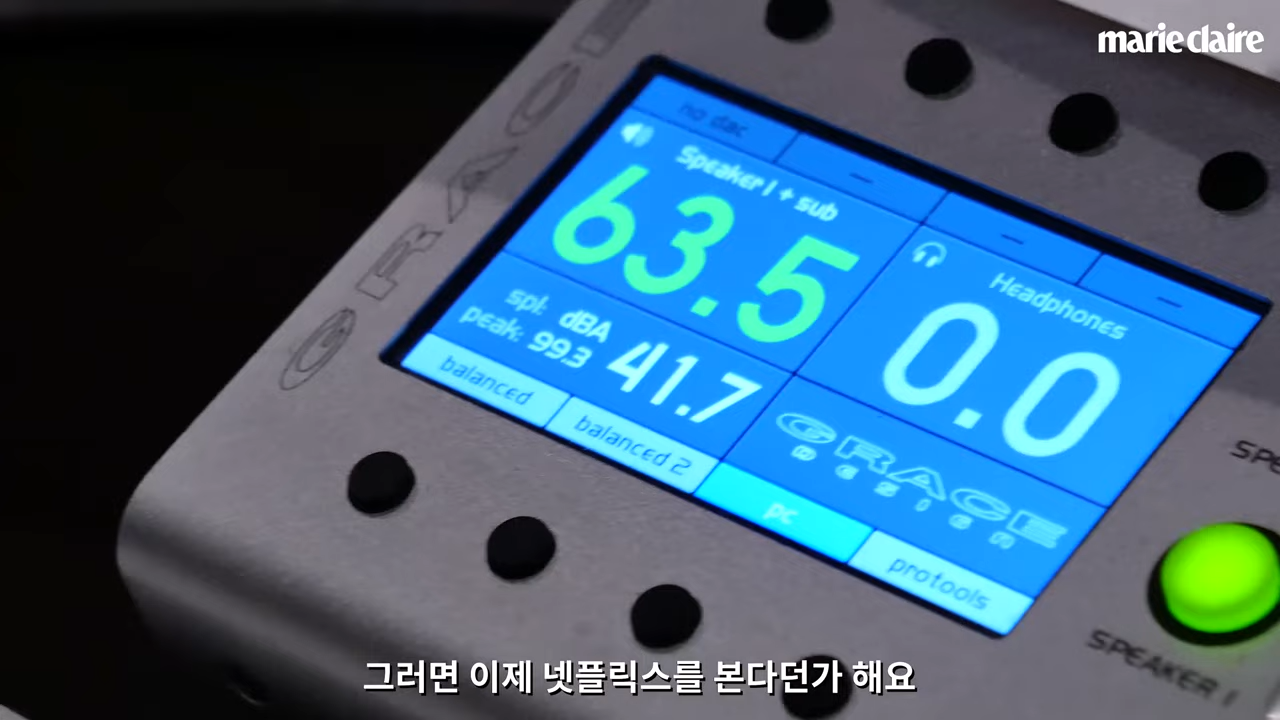 marie claire
GRACE
no dac
—
—
—
Speaker 1 + sub
63.5
Headphones
0.0
spl: dBA
peak: 99.3
41.7
GRACE
DESIGN
balanced
balanced 2
pc
protools
SPEAKER 1
그러면 이제 넷플릭스를 본다던가 해요